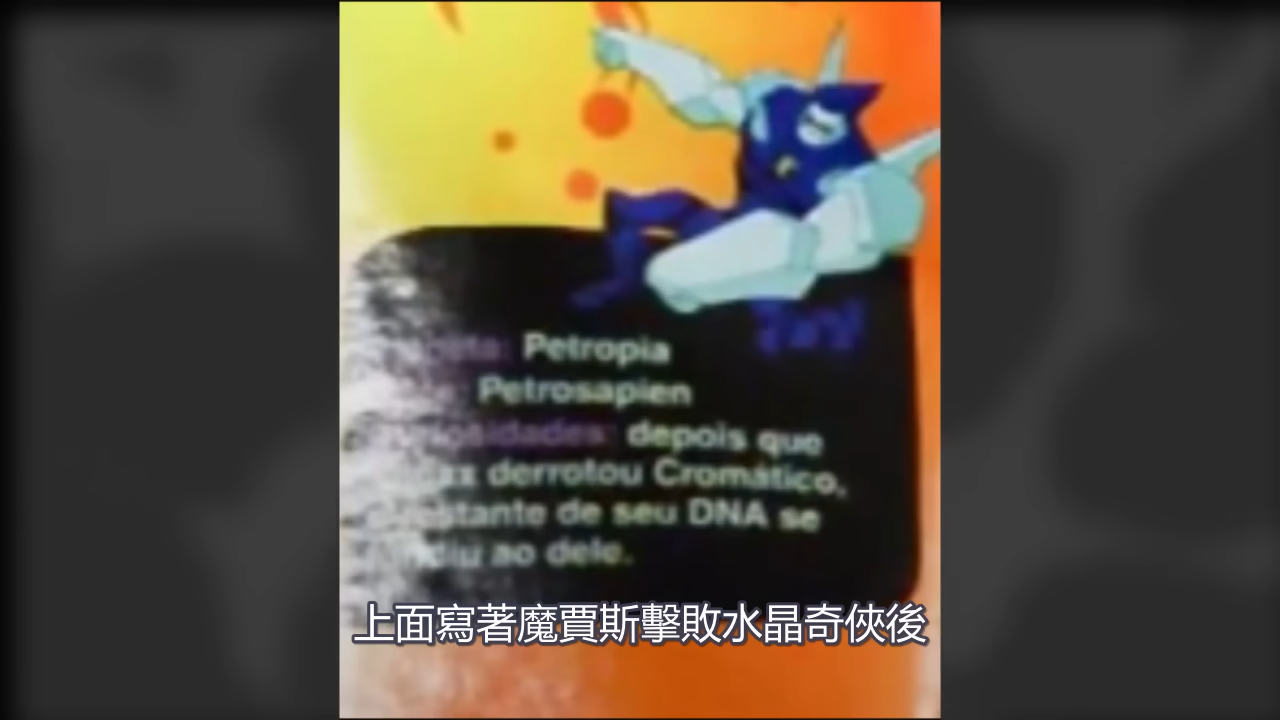 Petropia
Petrosapien
depois que
derrotou Cromático,
de seu DNA se
ao dele.
上面寫著魔賈斯擊敗水晶奇俠後